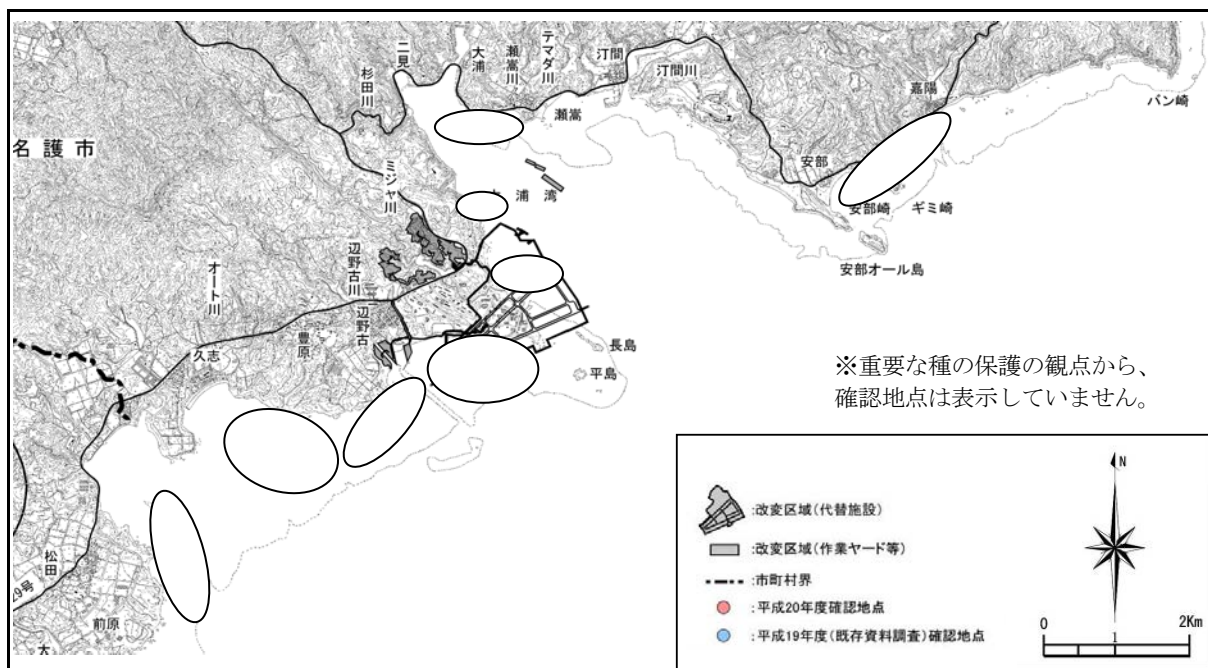 二見
大浦
瀬嵩川
テマダ川
汀間
汀間川
杉田川
瀬嵩
嘉陽
バン崎
名護市
安部
ミジャ川
浦湾
安部崎
ギミ崎
安部オール島
辺野古川
オート川
辺野古
豊原
久志
長島
平島
※重要な種の保護の観点から、
確認地点は表示していません。
松田
29号
前原
大
:改変区域(代替施設)
:改変区域(作業ヤード等)
:市町村界
:平成20年度確認地点
:平成19年度(既存資料調査)確認地点
N
0
1
2Km